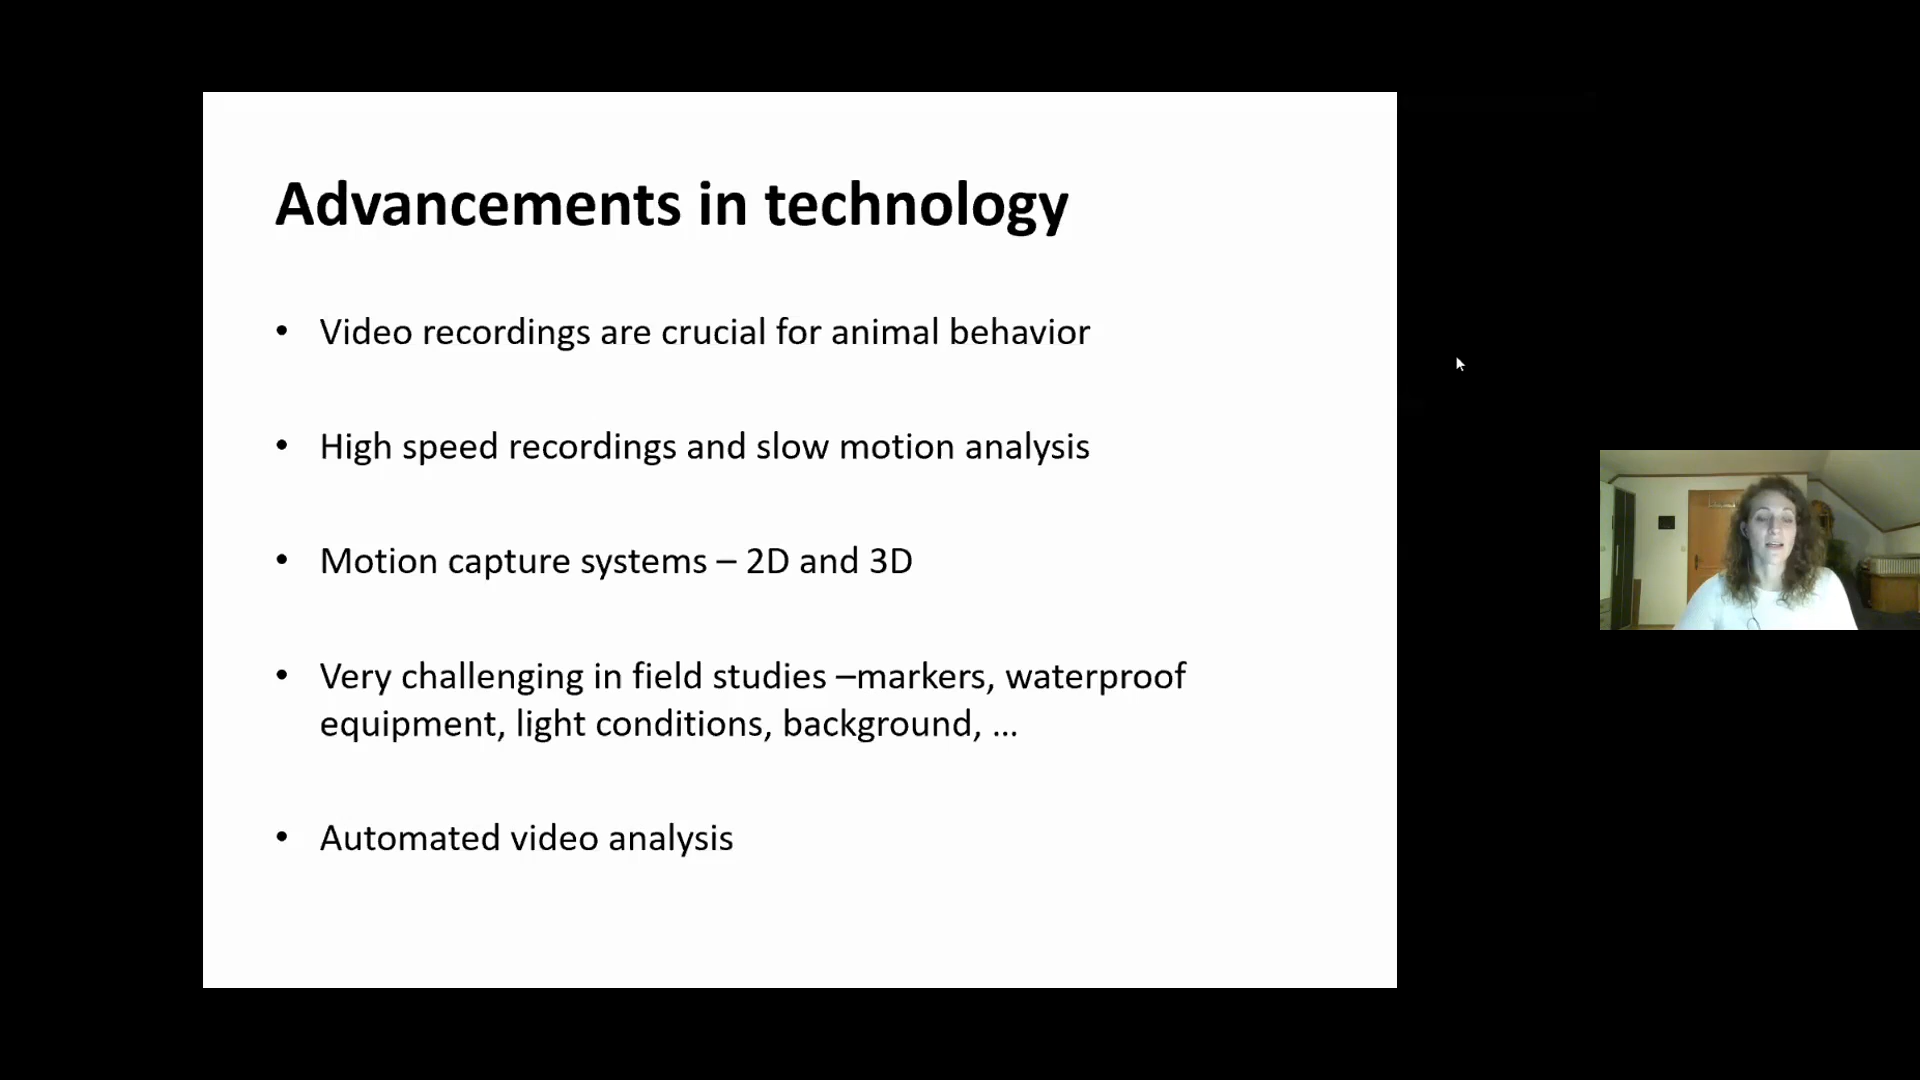 Advancements in technology
• Video recordings are crucial for animal behavior
• High speed recordings and slow motion analysis
• Motion capture systems – 2D and 3D
• Very challenging in field studies –markers, waterproof
equipment, light conditions, background, ...
• Automated video analysis